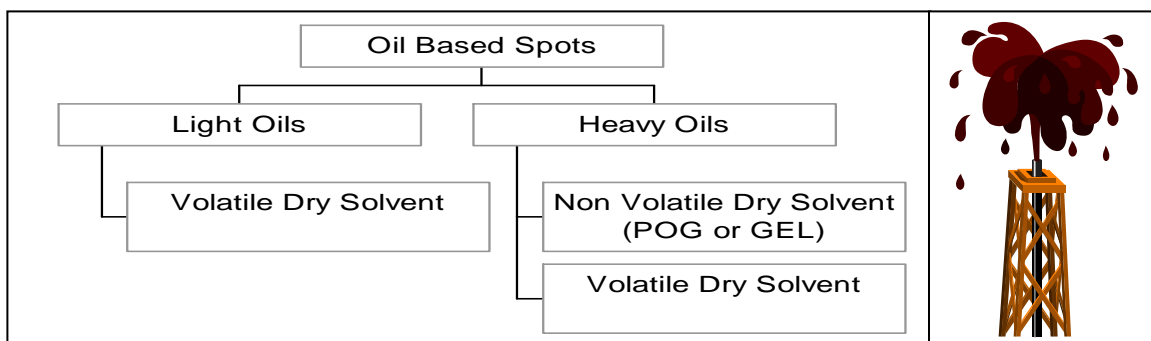 Oil Based Spots
Light Oils
Heavy Oils
Volatile Dry Solvent
Non Volatile Dry Solvent
(POG or GEL)
Volatile Dry Solvent